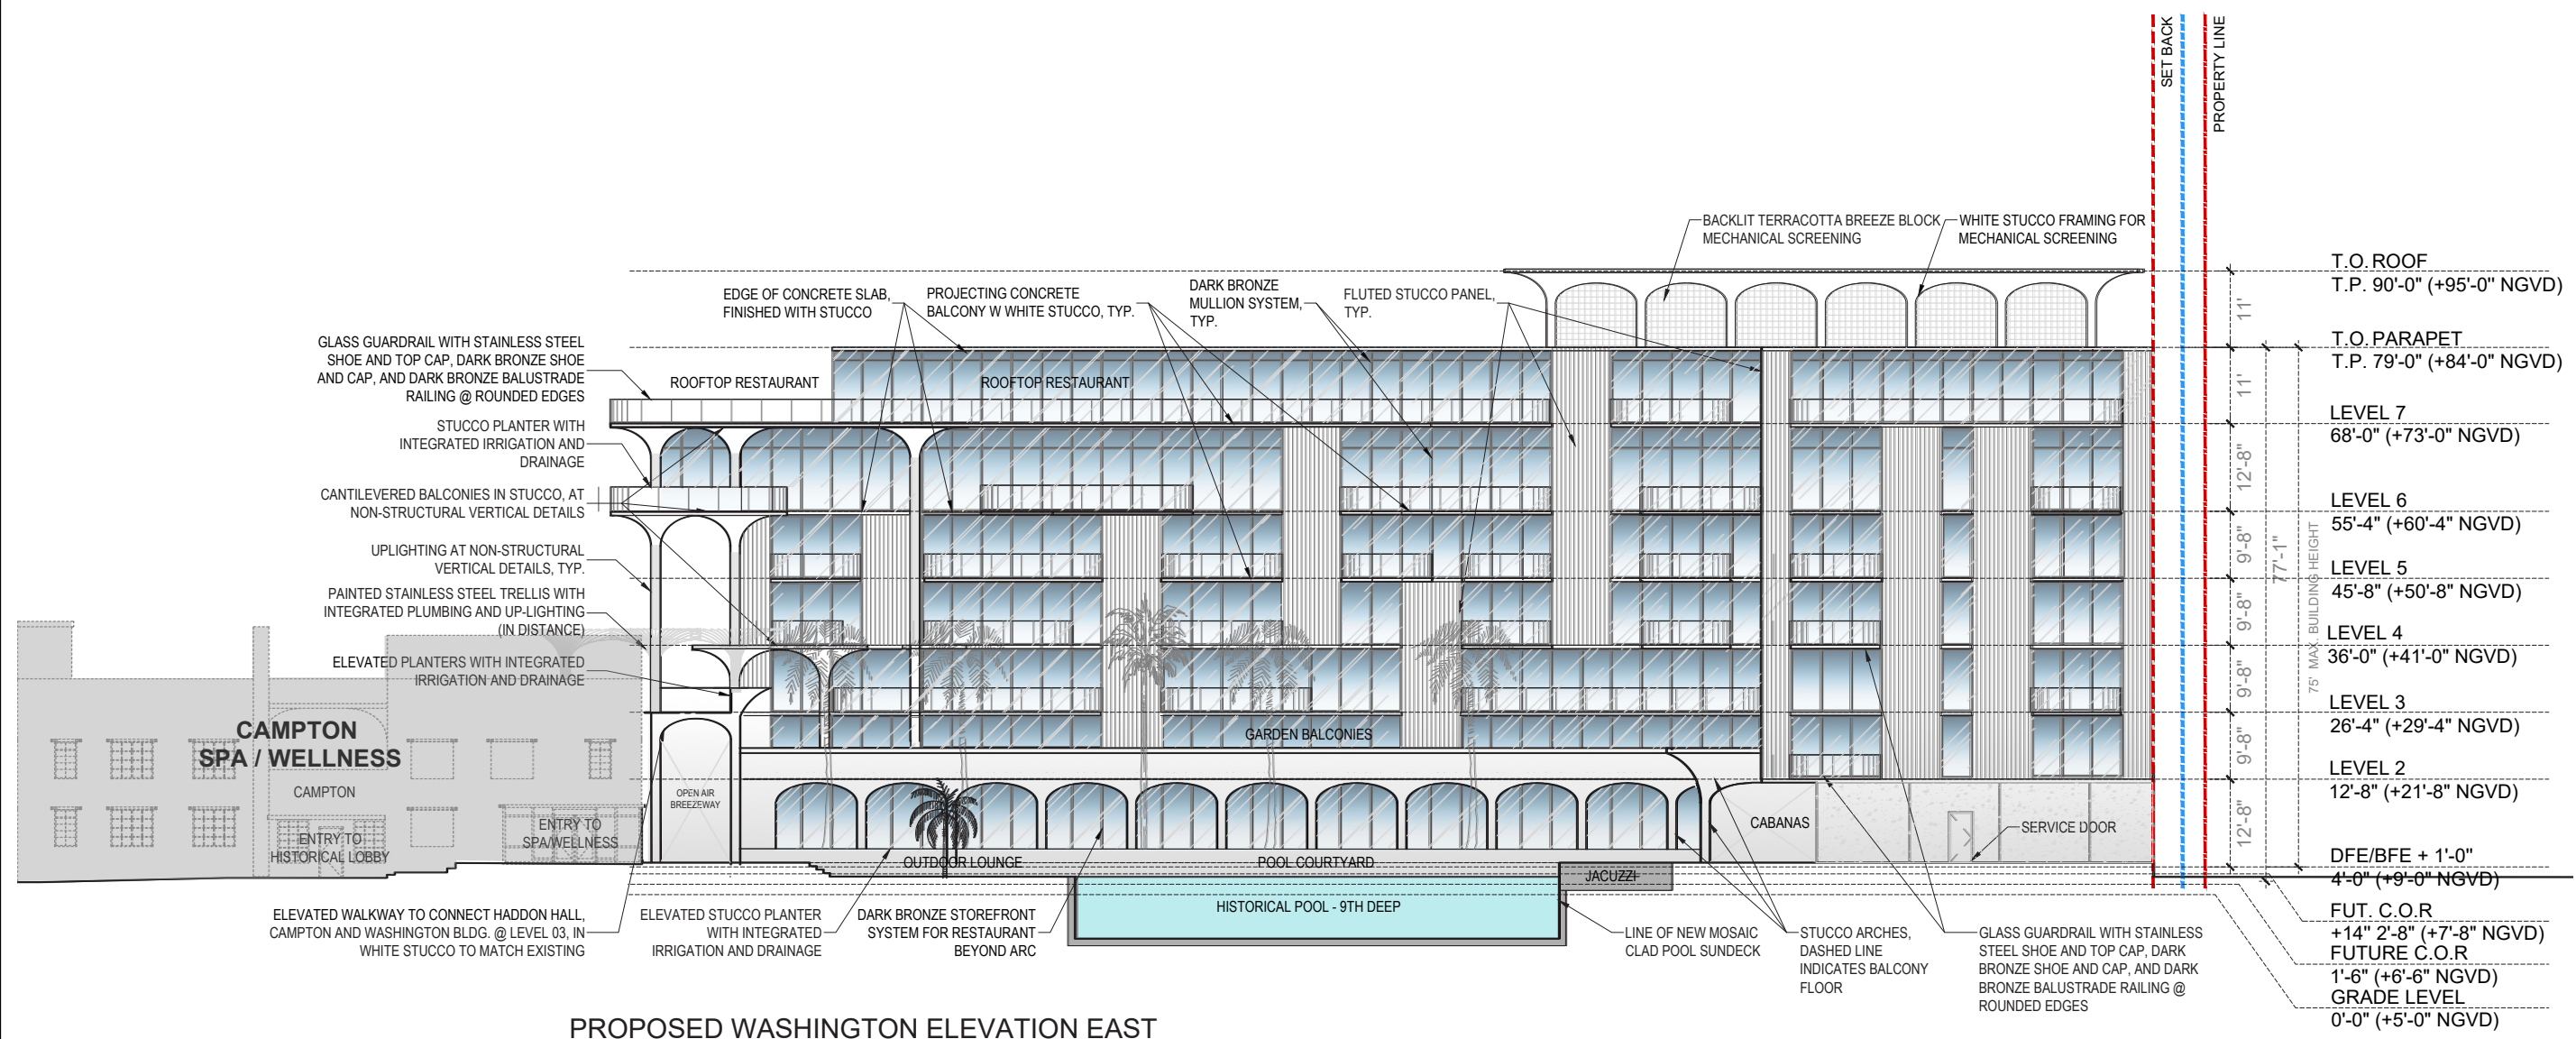 SET BACK
PROPERTY LINE
BACKLIT TERRACOTTA BREEZE BLOCK
MECHANICAL SCREENING
WHITE STUCCO FRAMING FOR
MECHANICAL SCREENING
EDGE OF CONCRETE SLAB,
FINISHED WITH STUCCO
PROJECTING CONCRETE
BALCONY W WHITE STUCCO, TYP.
DARK BRONZE
MULLION SYSTEM,
TYP.
FLUTED STUCCO PANEL,
TYP.
GLASS GUARDRAIL WITH STAINLESS STEEL
SHOE AND TOP CAP, DARK BRONZE SHOE
AND CAP, AND DARK BRONZE BALUSTRADE
RAILING @ ROUNDED EDGES
STUCCO PLANTER WITH
INTEGRATED IRRIGATION AND
DRAINAGE
CANTILEVERED BALCONIES IN STUCCO, AT
NON-STRUCTURAL VERTICAL DETAILS
UPLIGHTING AT NON-STRUCTURAL
VERTICAL DETAILS, TYP.
PAINTED STAINLESS STEEL TRELLIS WITH
INTEGRATED PLUMBING AND UP-LIGHTING
(IN DISTANCE)
ELEVATED PLANTERS WITH INTEGRATED
IRRIGATION AND DRAINAGE
ROOFTOP RESTAURANT
ROOFTOP RESTAURANT
GARDEN BALCONIES
CAMPTON
SPA / WELLNESS
CAMPTON
ENTRY TO
HISTORICAL LOBBY
ENTRY TO
SPA/WELLNESS
OPEN AIR
BREEZEWAY
OUTDOOR LOUNGE
POOL COURTYARD
JACUZZI
CABANAS
SERVICE DOOR
HISTORICAL POOL - 9TH DEEP
ELEVATED WALKWAY TO CONNECT HADDON HALL,
CAMPTON AND WASHINGTON BLDG. @ LEVEL 03, IN
WHITE STUCCO TO MATCH EXISTING
ELEVATED STUCCO PLANTER
WITH INTEGRATED
IRRIGATION AND DRAINAGE
DARK BRONZE STOREFRONT
SYSTEM FOR RESTAURANT
BEYOND ARC
LINE OF NEW MOSAIC
CLAD POOL SUNDECK
STUCCO ARCHES,
DASHED LINE
INDICATES BALCONY
FLOOR
GLASS GUARDRAIL WITH STAINLESS
STEEL SHOE AND TOP CAP, DARK
BRONZE SHOE AND CAP, AND DARK
BRONZE BALUSTRADE RAILING @
ROUNDED EDGES
11'
11'
12'-8"
9'-8"
9'-8"
9'-8"
9'-8"
12'-8"
77'-1"
75' MAX. BUILDING HEIGHT
T.O. ROOF
T.P. 90'-0" (+95'-0" NGVD)
T.O. PARAPET
T.P. 79'-0" (+84'-0" NGVD)
LEVEL 7
68'-0" (+73'-0" NGVD)
LEVEL 6
55'-4" (+60'-4" NGVD)
LEVEL 5
45'-8" (+50'-8" NGVD)
LEVEL 4
36'-0" (+41'-0" NGVD)
LEVEL 3
26'-4" (+29'-4" NGVD)
LEVEL 2
12'-8" (+21'-8" NGVD)
DFE/BFE + 1'-0"
4'-0" (+9'-0" NGVD)
FUT. C.O.R
+14" 2'-8" (+7'-8" NGVD)
FUTURE C.O.R
1'-6" (+6'-6" NGVD)
GRADE LEVEL
0'-0" (+5'-0" NGVD)
PROPOSED WASHINGTON ELEVATION EAST